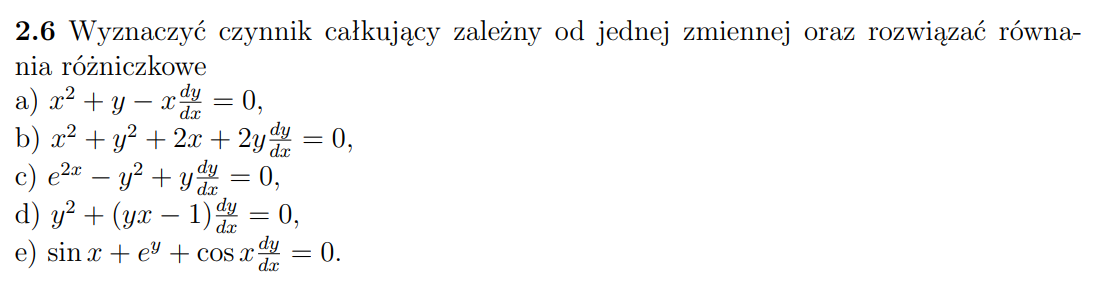 2.6 Wyznaczyć czynnik całkujący zależny od jednej zmiennej oraz rozwiązać równa-
nia różniczkowe
a) $x^2 + y - x\frac{dy}{dx} = 0$,
b) $x^2 + y^2 + 2x + 2y\frac{dy}{dx} = 0$,
c) $e^{2x} - y^2 + y\frac{dy}{dx} = 0$,
d) $y^2 + (yx - 1)\frac{dy}{dx} = 0$,
e) $\sin x + e^y + \cos x\frac{dy}{dx} = 0$.